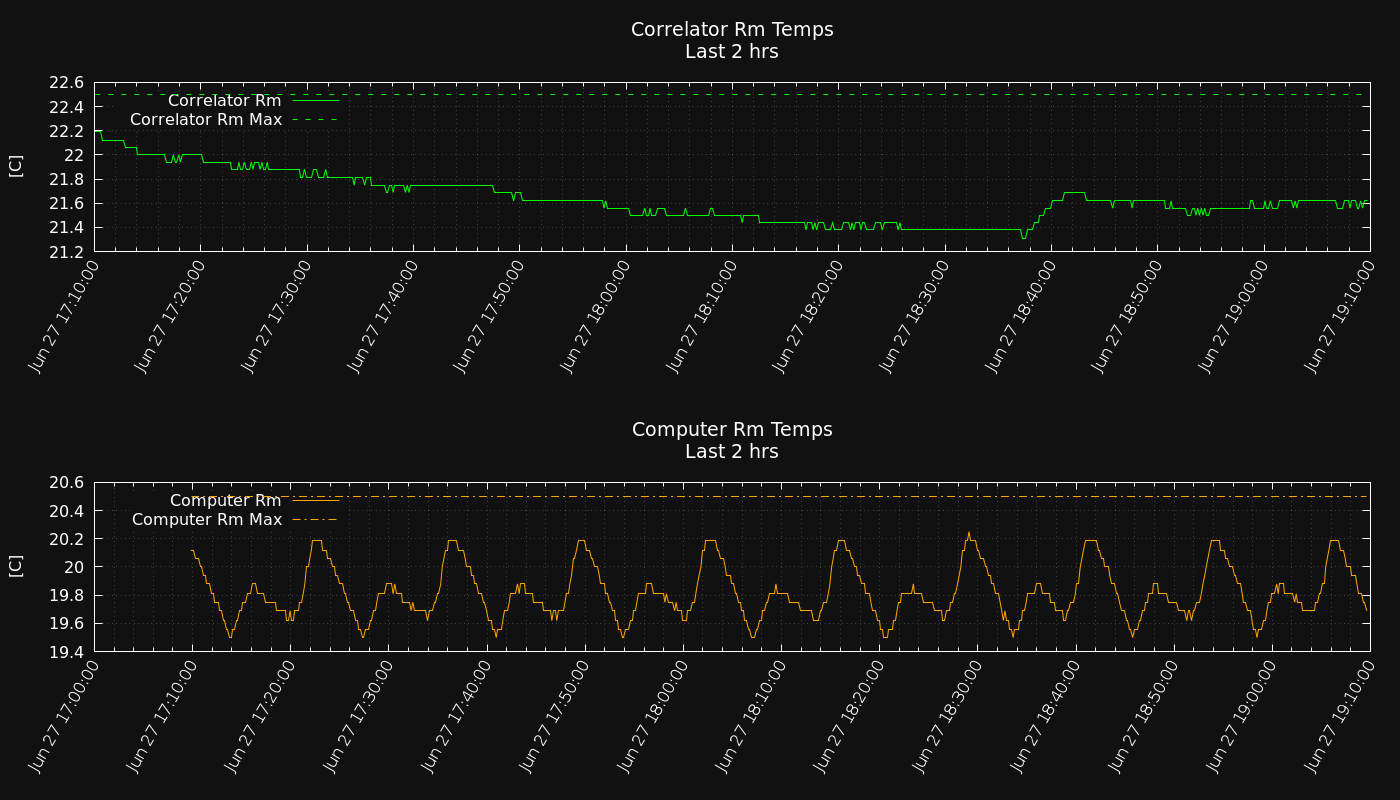 Correlator Rm Temps
Last 2 hrs
22.6
22.4
22.2
22
21.8
21.6
21.4
21.2
[C]
Correlator Rm
Correlator Rm Max
Jun 27 17:10:00
Jun 27 17:20:00
Jun 27 17:30:00
Jun 27 17:40:00
Jun 27 17:50:00
Jun 27 18:00:00
Jun 27 18:10:00
Jun 27 18:20:00
Jun 27 18:30:00
Jun 27 18:40:00
Jun 27 18:50:00
Jun 27 19:00:00
Jun 27 19:10:00
Computer Rm Temps
Last 2 hrs
20.6
20.4
20.2
20
19.8
19.6
19.4
[C]
Computer Rm
Computer Rm Max
Jun 27 17:00:00
Jun 27 17:10:00
Jun 27 17:20:00
Jun 27 17:30:00
Jun 27 17:40:00
Jun 27 17:50:00
Jun 27 18:00:00
Jun 27 18:10:00
Jun 27 18:20:00
Jun 27 18:30:00
Jun 27 18:40:00
Jun 27 18:50:00
Jun 27 19:00:00
Jun 27 19:10:00